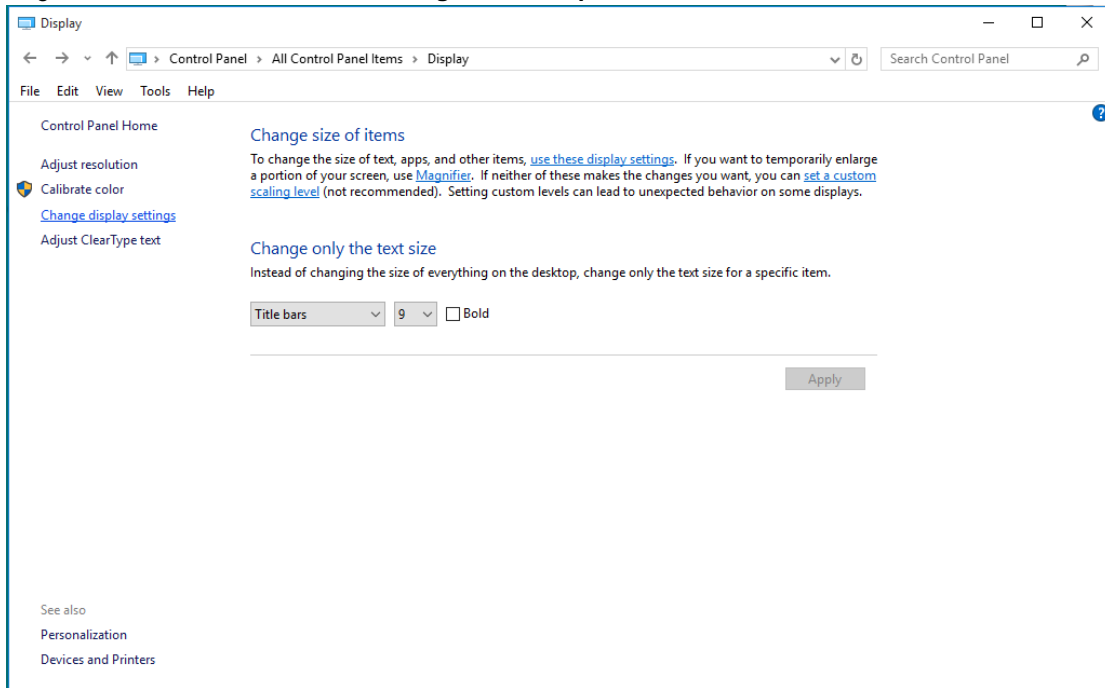 Display
Control Panel > All Control Panel Items > Display
Search Control Panel
File Edit View Tools Help
Control Panel Home
Adjust resolution
Calibrate color
Change display settings
Adjust ClearType text
Change size of items
To change the size of text, apps, and other items, use these display settings. If you want to temporarily enlarge
a portion of your screen, use Magnifier. If neither of these makes the changes you want, you can set a custom
scaling level (not recommended). Setting custom levels can lead to unexpected behavior on some displays.
Change only the text size
Instead of changing the size of everything on the desktop, change only the text size for a specific item.
Title bars 9 Bold
Apply
See also
Personalization
Devices and Printers